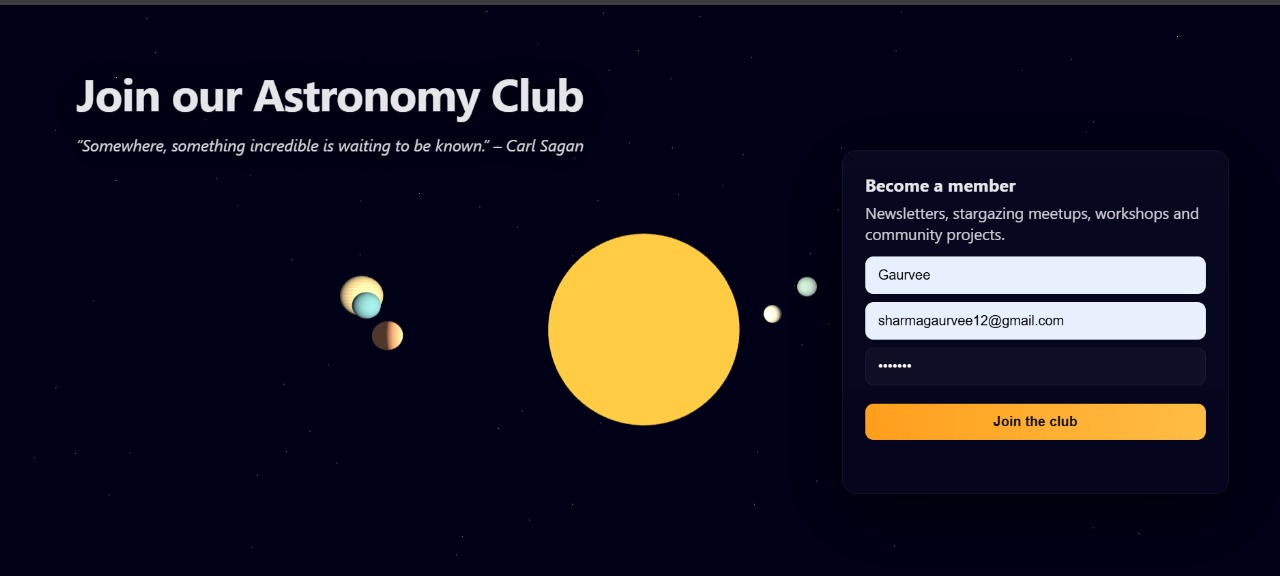 Join our Astronomy Club
"Somewhere, something incredible is waiting to be known." – Carl Sagan
Become a member
Newsletters, stargazing meetups, workshops and
community projects.
Gaurvee
sharmagaurvee12@gmail.com
•••••••
Join the club